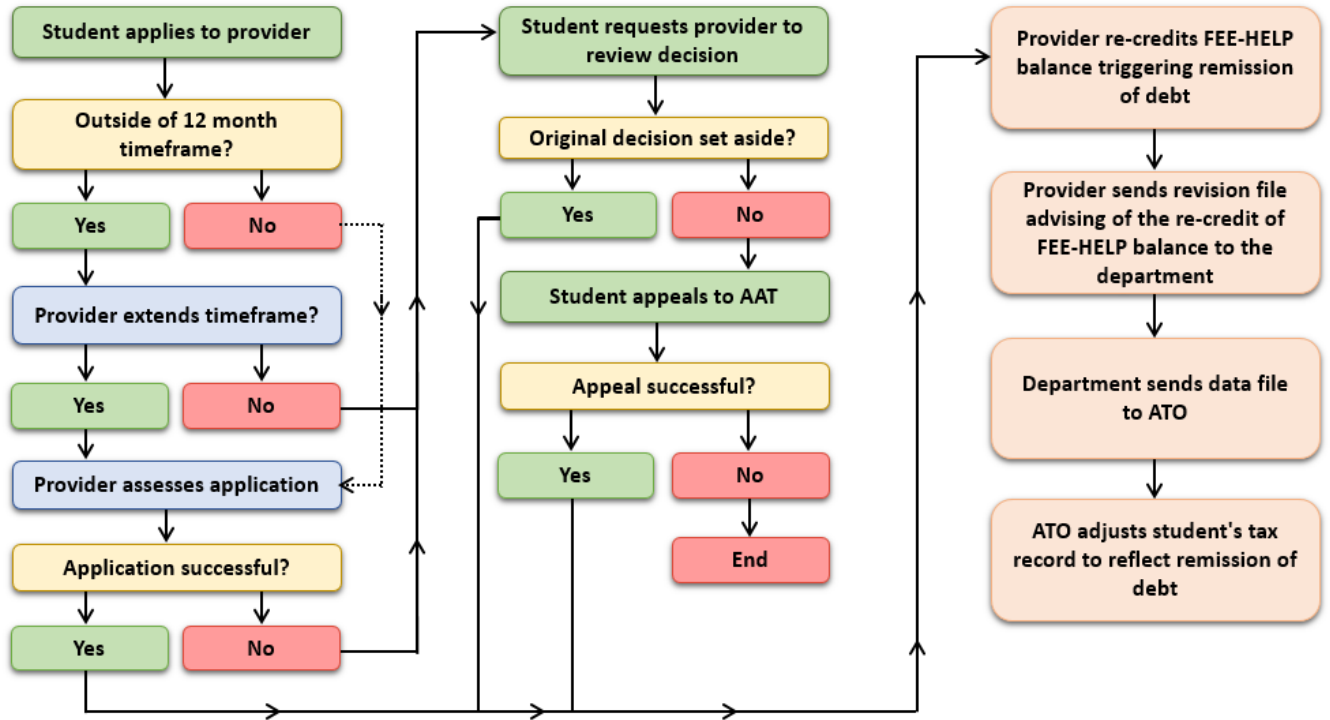 Student applies to provider
Outside of 12 month
timeframe?
Yes
No
Provider extends timeframe?
Yes
No
Provider assesses application
Application successful?
Yes
No
Student requests provider to
review decision
Original decision set aside?
Yes
No
Student appeals to AAT
Appeal successful?
Yes
No
End
Provider re-credits FEE-HELP
balance triggering remission
of debt
Provider sends revision file
advising of the re-credit of
FEE-HELP balance to the
department
Department sends data file
to ATO
ATO adjusts student's tax
record to reflect remission of
debt